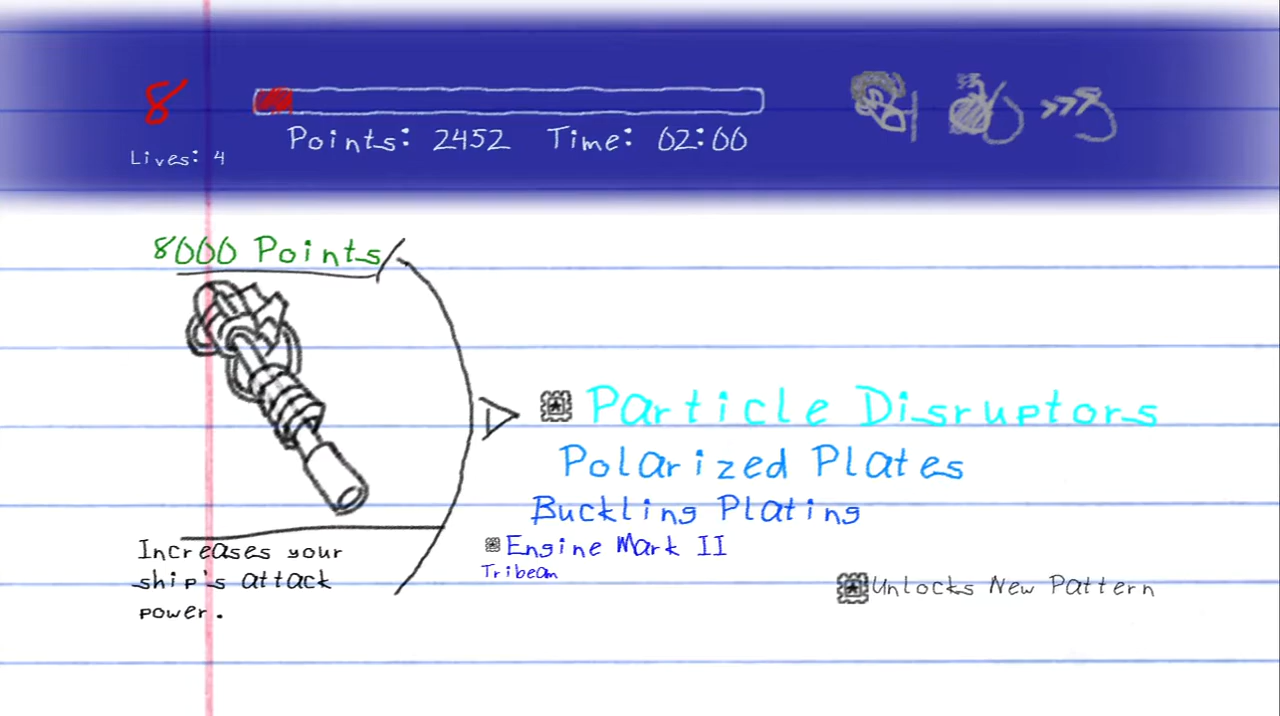 8
Lives: 4
Points: 2452 Time: 02:00
8000 Points
Particle Disruptors
Polarized Plates
Buckling Plating
Engine Mark II
Tribeam
Increases your
ship's attack
power.
Unlocks New Pattern